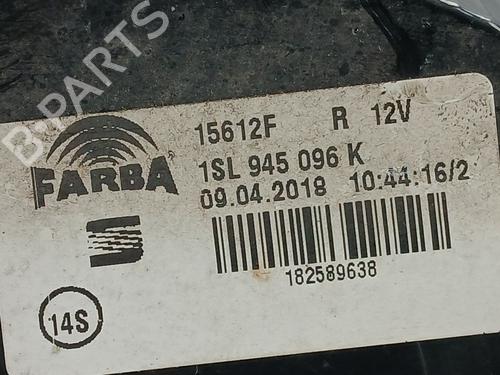 B-PARTS
15612F R 12V
FARBA
1SL 945 096 K
09.04.2018 10:44:16/2
182589638
14S